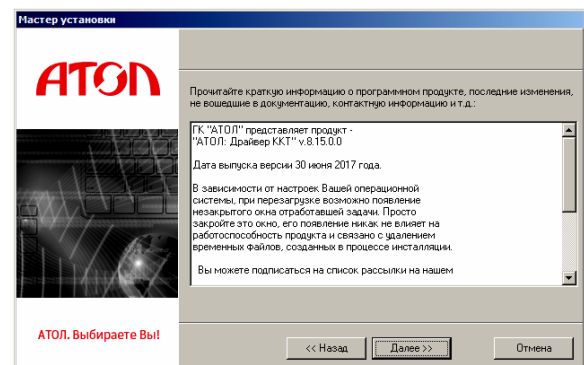 Мастер установки
АТОЛ
Прочитайте краткую информацию о программном продукте, последние изменения,
не вошедшие в документацию, контактную информацию и т.д.:
ГК "АТОЛ" представляет продукт -
"АТОЛ: Драйвер ККТ" v.8.15.0.0
Дата выпуска версии 30 июня 2017 года.
В зависимости от настроек Вашей операционной
системы, при перезагрузке возможно появление
незакрытого окна отработавшей задачи. Просто
закройте это окно, его появление никак не влияет на
работоспособность продукта и связано с удалением
временных файлов, созданных в процессе инсталляции.
Вы можете подписаться на список рассылки на нашем
АТОЛ. Выбираете Вы!
<< Назад
Далее >>
Отмена